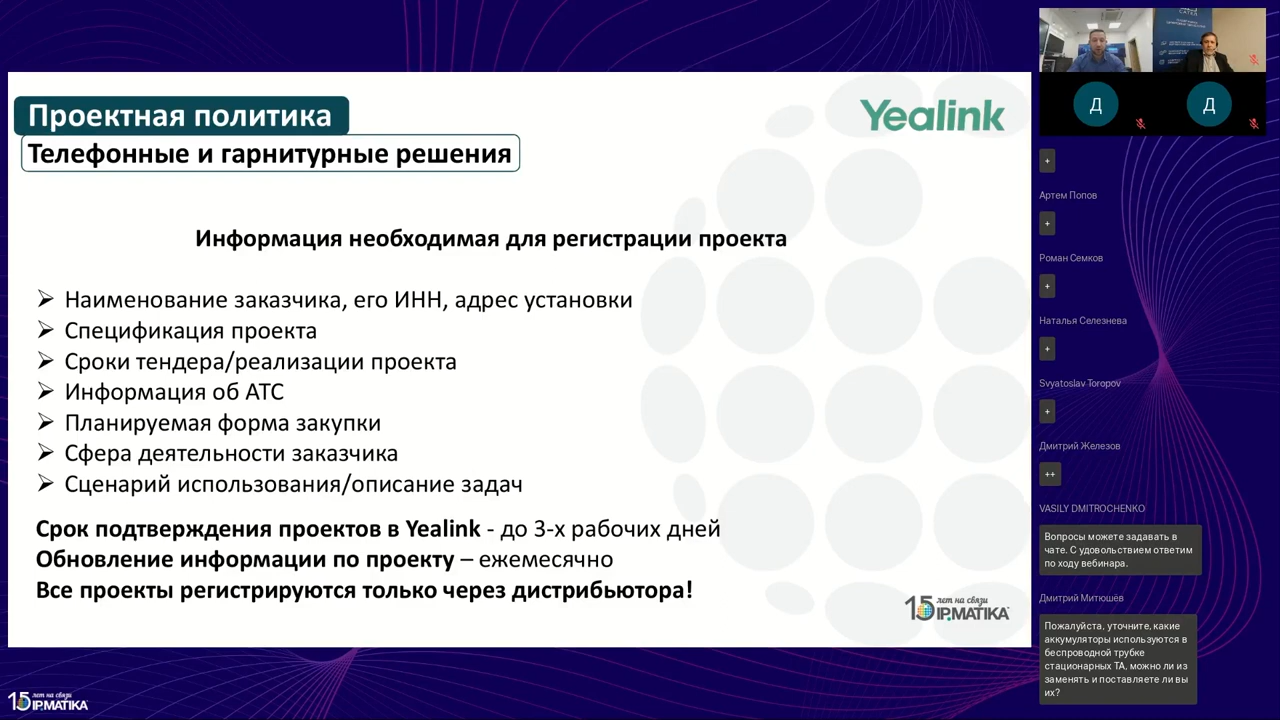 Проектная политика
Телефонные и гарнитурные решения
Yealink
Информация необходимая для регистрации проекта
Наименование заказчика, его ИНН, адрес установки
Спецификация проекта
Сроки тендера/реализации проекта
Информация об АТС
Планируемая форма закупки
Сфера деятельности заказчика
Сценарий использования/описание задач
Срок подтверждения проектов в Yealink - до 3-х рабочих дней
Обновление информации по проекту – ежемесячно
Все проекты регистрируются только через дистрибьютора!
15 лет на связи
IPMATIKA
15 лет на связи
IPMATIKA
САТЕЛ
Д
Д
+
Артем Попов
+
Роман Семков
+
Наталья Селезнева
+
Svyatoslav Toropov
+
Дмитрий Железов
++
VASILY DMITROCHENKO
Вопросы можете задавать в
чате. С удовольствием ответим
по ходу вебинара.
Дмитрий Митюшёв
Пожалуйста, уточните, какие
аккумуляторы используются в
беспроводной трубке
стационарных ТА, можно ли из
заменять и поставляете ли вы
их?